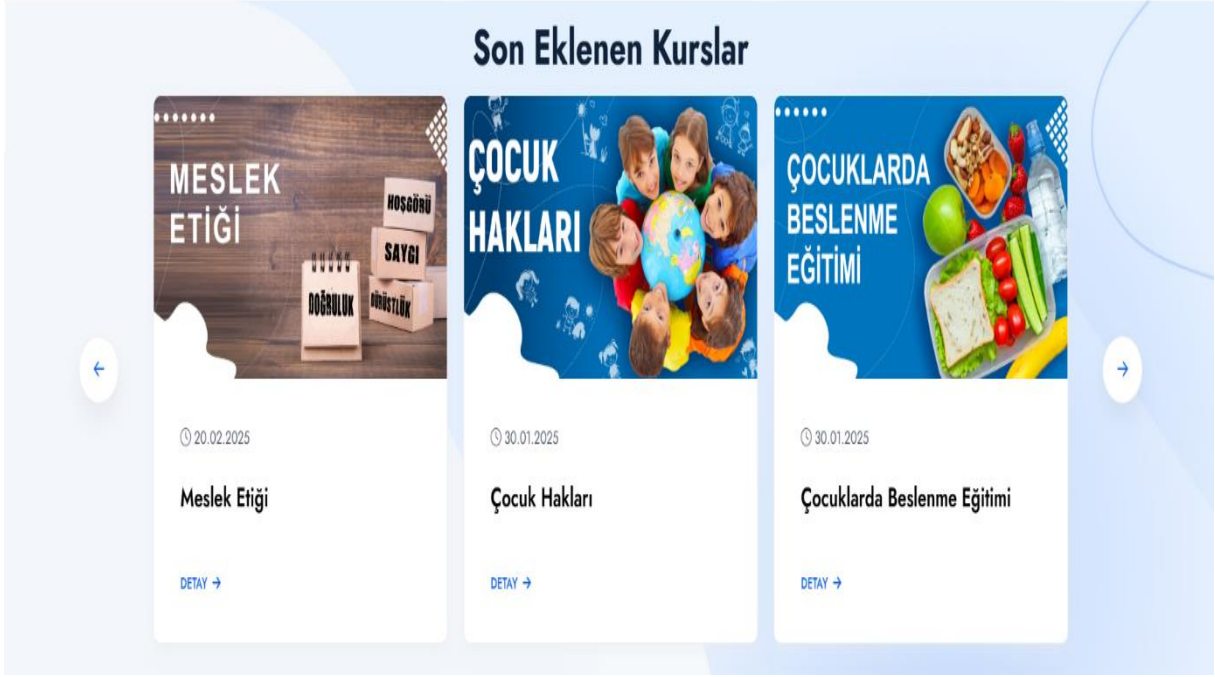 Son Eklenen Kurslar
MESLEK
ETİĞİ
HOŞGÖRÜ
SAYGI
DOĞRULUK
DÜRÜSTLÜK
20.02.2025
Meslek Etiği
DETAY →
ÇOCUK
HAKLARI
30.01.2025
Çocuk Hakları
DETAY →
ÇOCUKLARDA
BESLENME
EĞİTİMİ
30.01.2025
Çocuklarda Beslenme Eğitimi
DETAY →